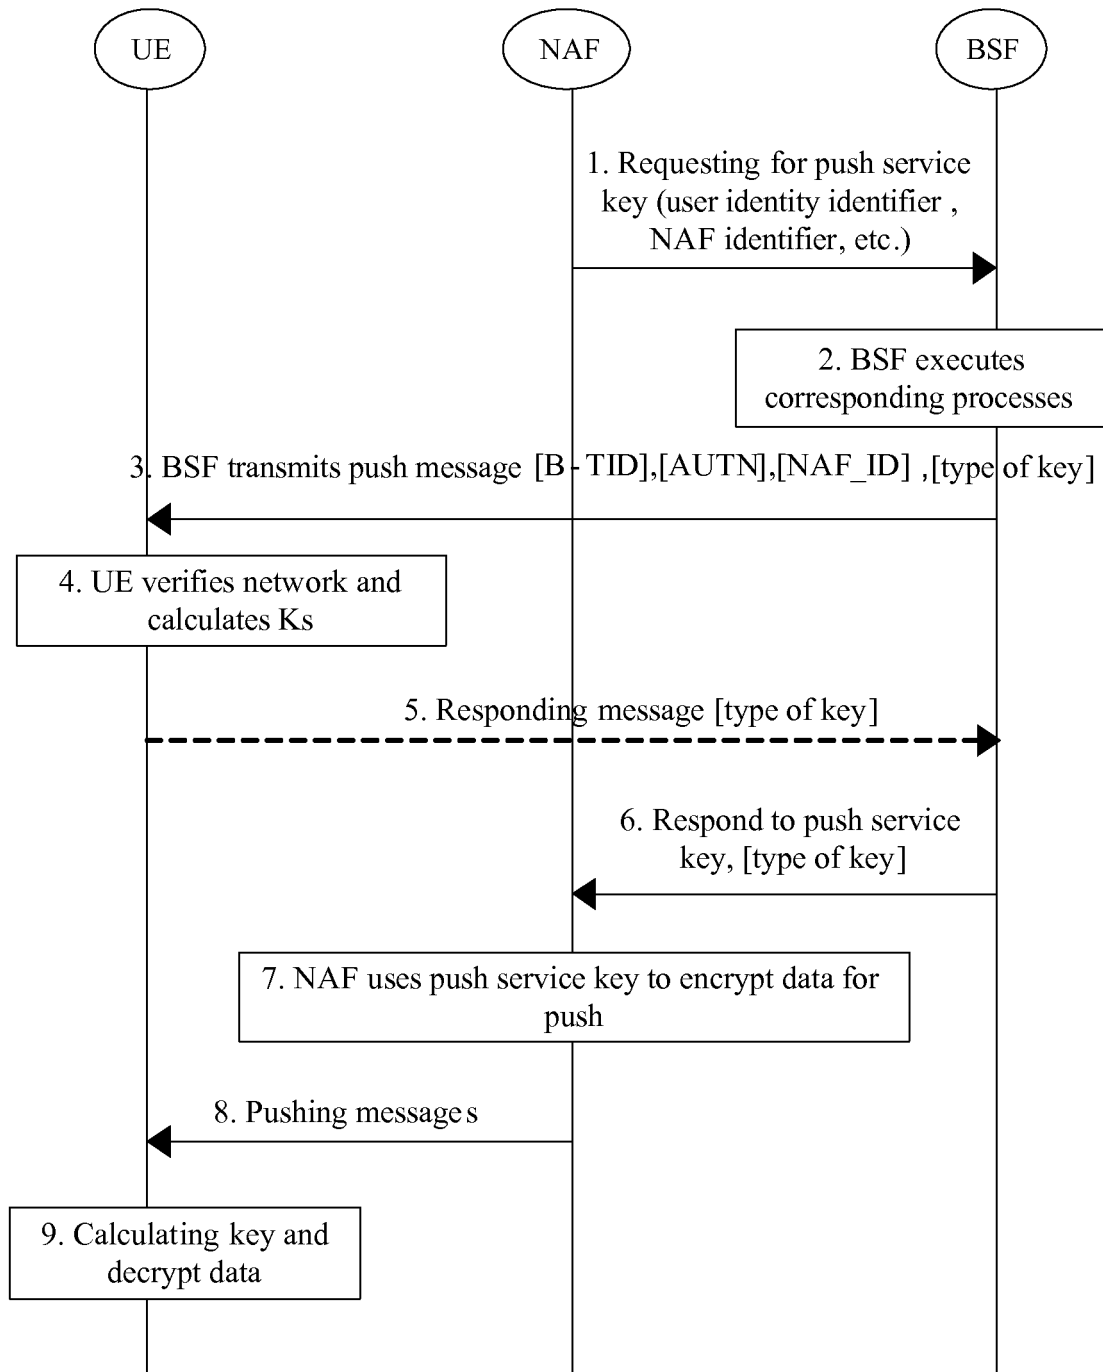 UE
NAF
BSF
1. Requesting for push service
key (user identity identifier ,
NAF identifier, etc.)
2. BSF executes
corresponding processes
3. BSF transmits push message [B-TID],[AUTN],[NAF_ID] ,[type of key]
4. UE verifies network and
calculates Ks
5. Responding message [type of key]
6. Respond to push service
key, [type of key]
7. NAF uses push service key to encrypt data for
push
8. Pushing messages
9. Calculating key and
decrypt data